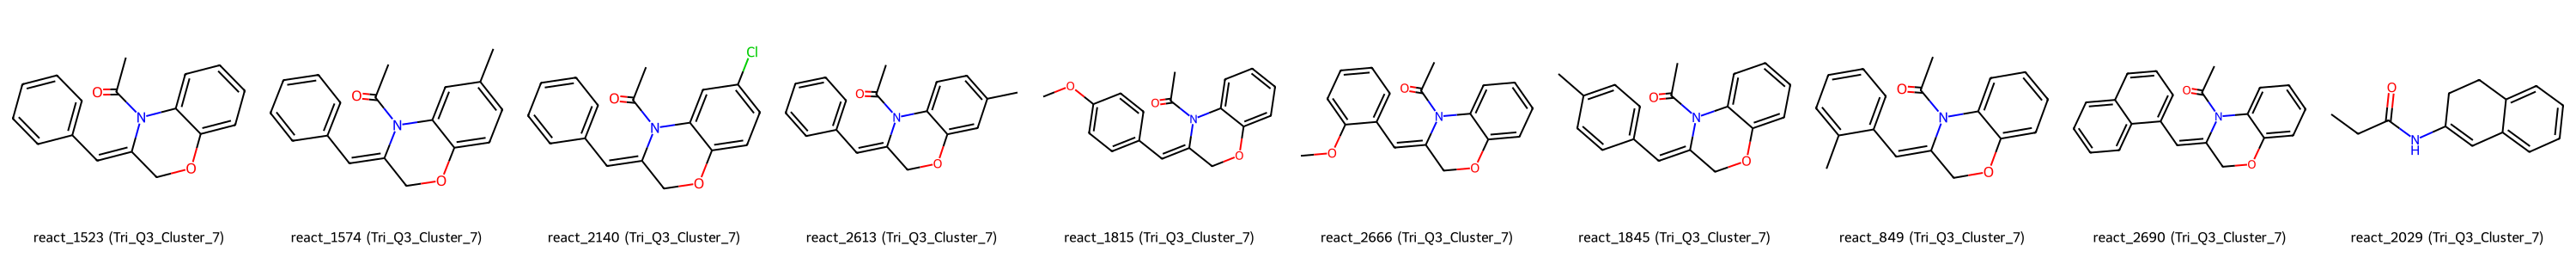 Cl
O N O
O N O
O N O
O N O
O O N O
O O N O
O N O
O N O
O N O
O N H
react_1523 (Tri_Q3_Cluster_7) react_1574 (Tri_Q3_Cluster_7) react_2140 (Tri_Q3_Cluster_7) react_2613 (Tri_Q3_Cluster_7) react_1815 (Tri_Q3_Cluster_7) react_2666 (Tri_Q3_Cluster_7) react_1845 (Tri_Q3_Cluster_7) react_849 (Tri_Q3_Cluster_7) react_2690 (Tri_Q3_Cluster_7) react_2029 (Tri_Q3_Cluster_7)